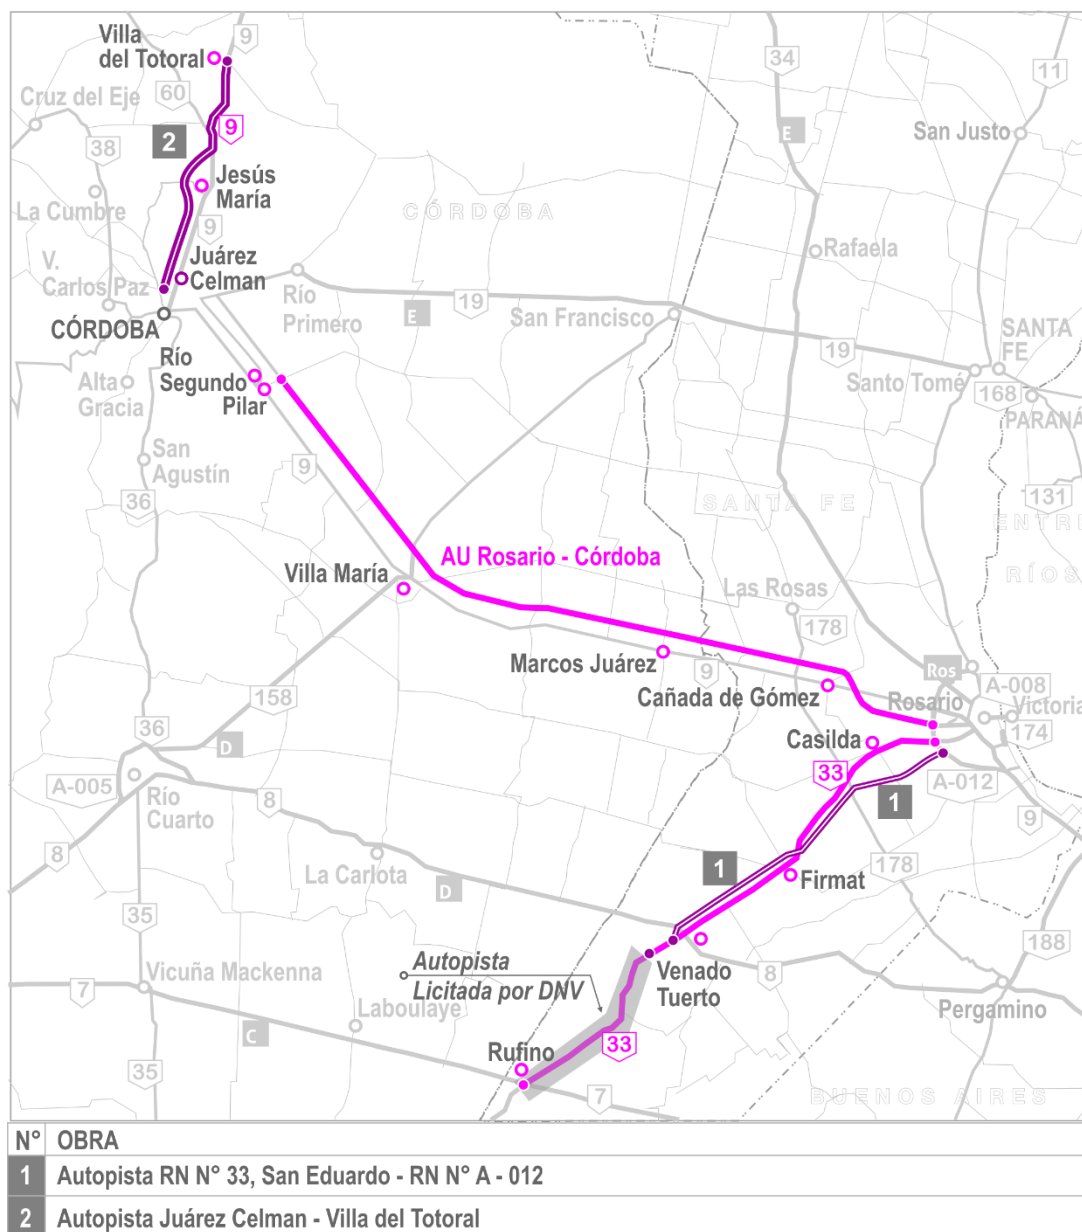 Villa
del Totoral
9
34
11
60
Cruz del Eje
E
San Justo
9
2
38
Jesús
María
La Cumbre
CÓRDOBA
9
Rafaela
Juárez
Celman
V.
Carlos Paz
Río
Primero
19
E
San Francisco
CÓRDOBA
SANTA
FE
19
Río
Segundo
Pilar
Alta
Gracia
Santo Tomé
168
PARANÁ
San
Agustín
9
36
131
SANTA FE
ENTRE
RÍOS
AU Rosario - Córdoba
Villa María
Las Rosas
178
Marcos Juárez
9
Ros
Cañada de Gómez
A-008
Rosario
Victoria
158
174
36
D
Casilda
33
A-012
A-005
Río
Cuarto
8
1
9
8
La Carlota
1
178
D
Firmat
35
188
Autopista
Licitada por DNV
Venado
Tuerto
8
7
Vicuña Mackenna
Laboulaye
Pergamino
C
33
Rufino
35
7
BUENOS AIRES
N° OBRA
1 Autopista RN N° 33, San Eduardo - RN N° A - 012
2 Autopista Juárez Celman - Villa del Totoral